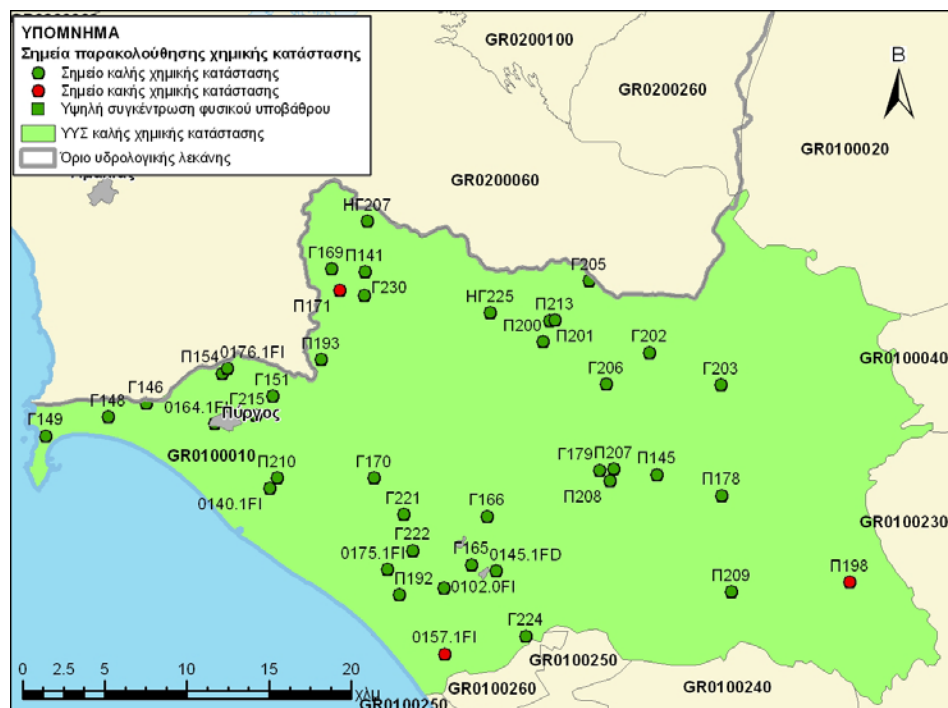 ΥΠΟΜΝΗΜΑ
Σημεία παρακολούθησης χημικής κατάστασης
Σημείο καλής χημικής κατάστασης
Σημείο κακής χημικής κατάστασης
Υψηλή συγκέντρωση φυσικού υποβάθρου
ΥΥΣ καλής χημικής κατάστασης
Όριο υδρολογικής λεκάνης
GR0200100
Β
GR0200260
GR0100020
GR0200060
ΗΓ207
Γ169 Π141
Γ205
Π171
Γ230
ΗΓ225
Π213
Π200
Π201
Γ202
Π193
GR0100040
Π154
0176.1FI
Γ206
Γ203
Γ146
Γ151
Γ148
0164.1FI
Γ215
Γ149
Πύργος
GR0100010
Π210
Γ170
Γ179
Π207
Π145
Π208
Π178
0140.1FI
Γ221
Γ166
GR0100230
Γ222
0175.1FI
Γ165
0145.1FD
Π198
Π192
0102.0FI
Π209
0157.1FI
Γ224
GR0100250
0 2.5 5 10 15 20
χλμ
GR0100260
GR0100240
GR0100250